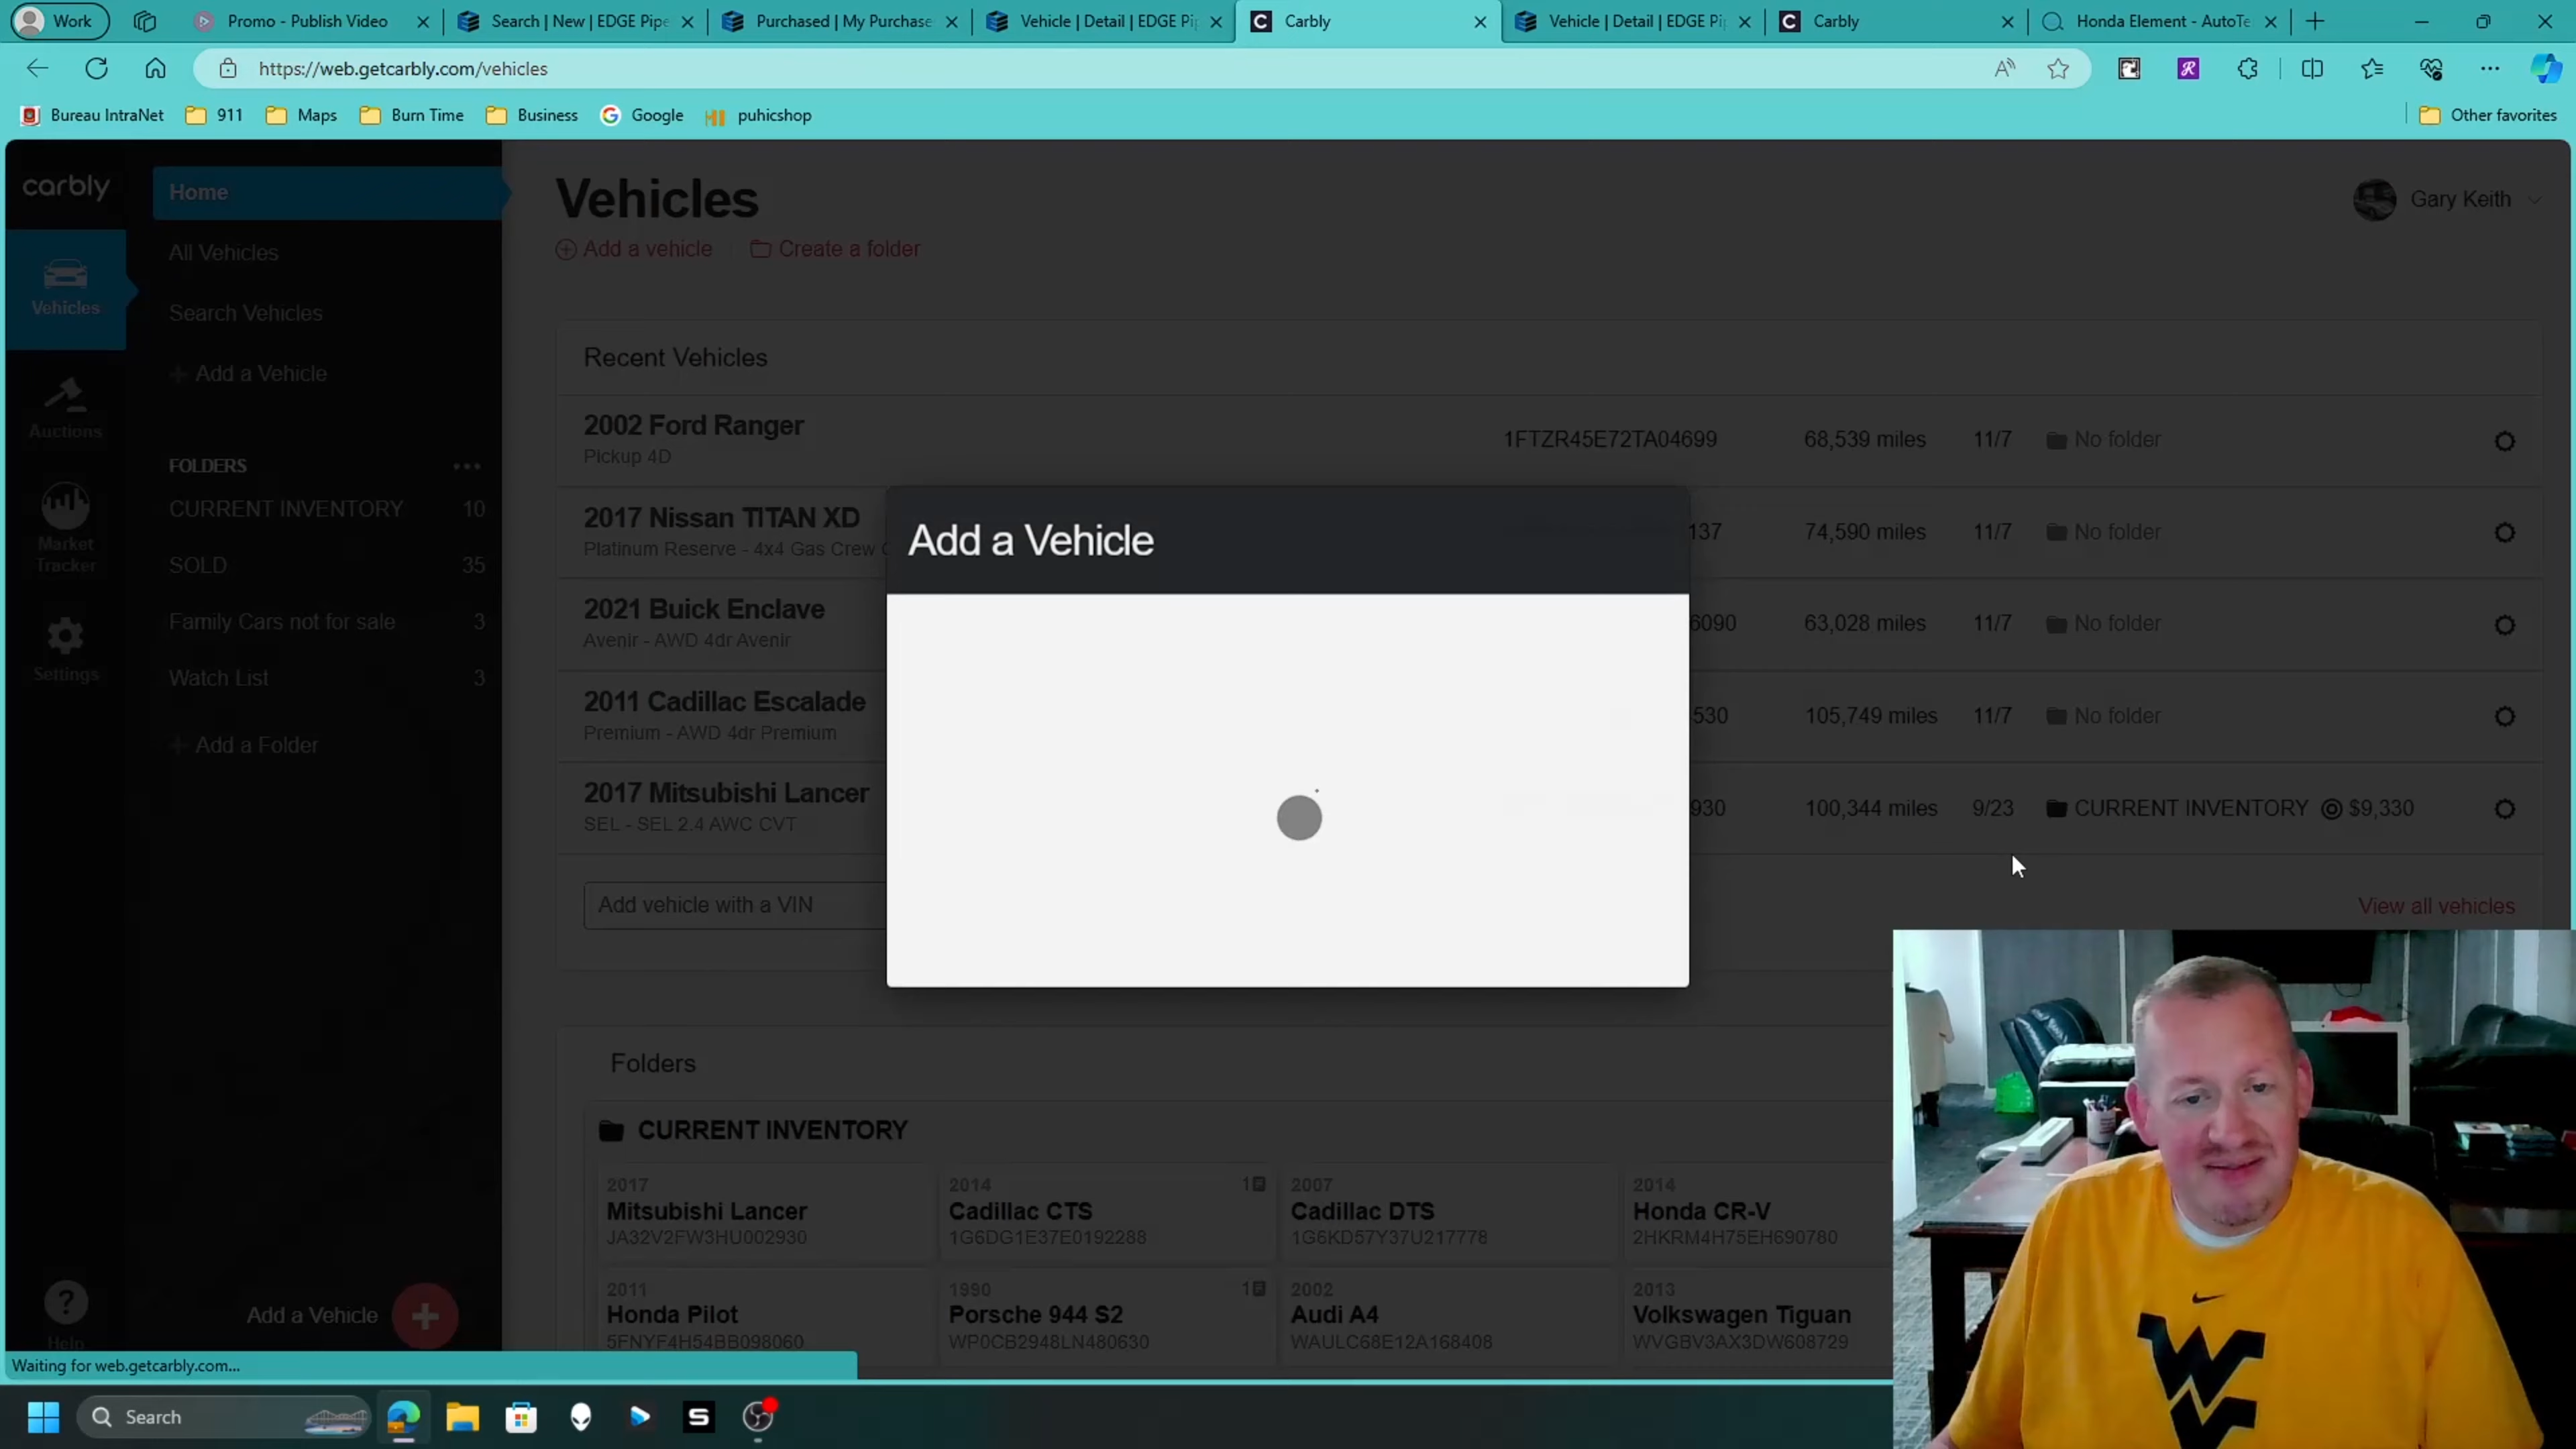 Work
Promo - Publish Video
Search | New | EDGE Pipe
Purchased | My Purchase
Vehicle | Detail | EDGE Pi
Carbly
Vehicle | Detail | EDGE Pi
Carbly
Honda Element - AutoTe
https://web.getcarbly.com/vehicles
Bureau IntraNet
911
Maps
Burn Time
Business
Google
puhicshop
Other favorites
carbly
Vehicles
Auctions
Market
Tracker
Settings
Help
Home
All Vehicles
Search Vehicles
+ Add a Vehicle
FOLDERS
CURRENT INVENTORY 10
SOLD 35
Family Cars not for sale 3
Watch List 3
+ Add a Folder
Add a Vehicle +
Vehicles
Gary Keith
Add a vehicle
Create a folder
Recent Vehicles
2002 Ford Ranger
Pickup 4D
1FTZR45E72TA04699 68,539 miles 11/7 No folder
2017 Nissan TITAN XD
Platinum Reserve - 4x4 Gas Crew
137 74,590 miles 11/7 No folder
2021 Buick Enclave
Avenir - AWD 4dr Avenir
6090 63,028 miles 11/7 No folder
2011 Cadillac Escalade
Premium - AWD 4dr Premium
530 105,749 miles 11/7 No folder
2017 Mitsubishi Lancer
SEL - SEL 2.4 AWC CVT
930 100,344 miles 9/23 CURRENT INVENTORY $9,330
Add vehicle with a VIN
View all vehicles
Add a Vehicle
Folders
CURRENT INVENTORY
2017
Mitsubishi Lancer
JA32V2FW3HU002930
2014 1
Cadillac CTS
1G6DG1E37E0192288
2007
Cadillac DTS
1G6KD57Y37U217778
2014
Honda CR-V
2HKRM4H75EH690780
2011
Honda Pilot
5FNYF4H54BB098060
1990 1
Porsche 944 S2
WP0CB2948LN480630
2002
Audi A4
WAULC68E12A168408
2013
Volkswagen Tiguan
WVGBV3AX3DW608729
Waiting for web.getcarbly.com...
Search